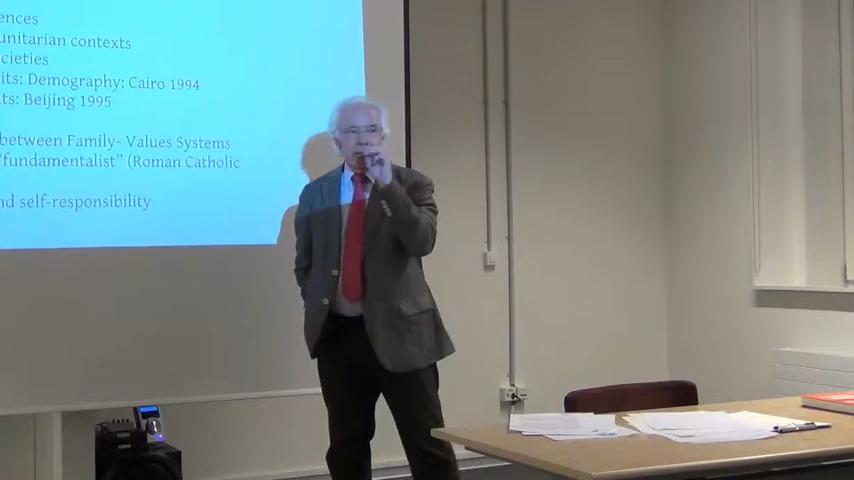 ences
unitarian contexts
cieties
its: Demography: Cairo 1994
ts: Beijing 1995
between Family-Values Systems
"fundamentalist" (Roman Catholic
nd self-responsibility